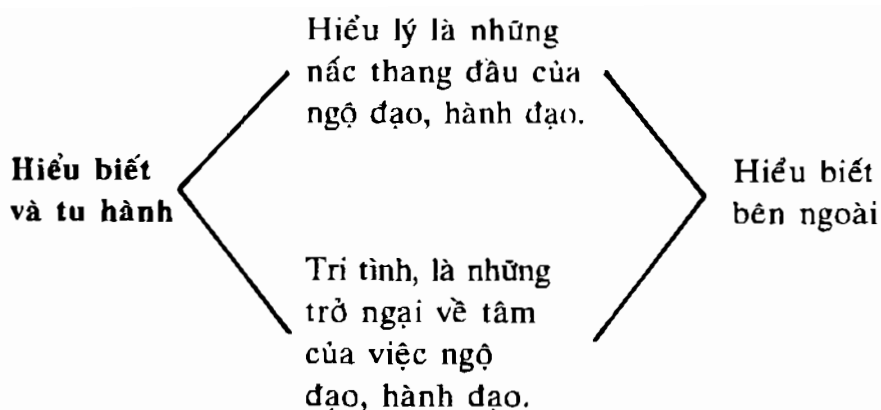 Hiểu lý là những
nấc thang đầu của
ngộ đạo, hành đạo.
Hiểu biết
và tu hành
Hiểu biết
bên ngoài
Tri tình, là những
trở ngại về tâm
của việc ngộ
đạo, hành đạo.